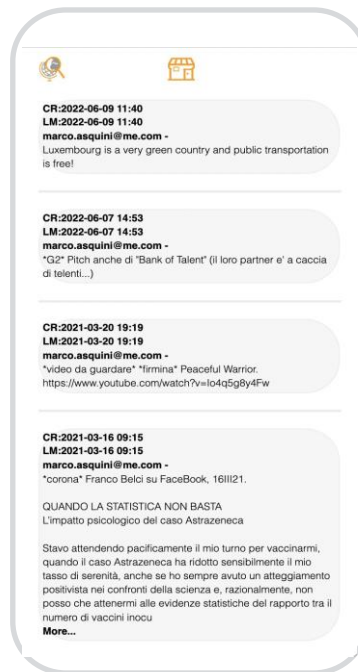 CR:2022-06-09 11:40
LM:2022-06-09 11:40
marco.asquini@me.com -
Luxembourg is a very green country and public transportation
is free!
CR:2022-06-07 14:53
LM:2022-06-07 14:53
marco.asquini@me.com -
*G2* Pitch anche di "Bank of Talent" (il loro partner e' a caccia
di telenti...)
CR:2021-03-20 19:19
LM:2021-03-20 19:19
marco.asquini@me.com -
*video da guardare* *firmina* Peaceful Warrior.
https://www.youtube.com/watch?v=Io4q5g8y4Fw
CR:2021-03-16 09:15
LM:2021-03-16 09:15
marco.asquini@me.com -
*corona* Franco Belci su FaceBook, 16III21.
QUANDO LA STATISTICA NON BASTA
L'impatto psicologico del caso Astrazeneca
Stavo attendendo pacificamente il mio turno per vaccinarmi,
quando il caso Astrazeneca ha ridotto sensibilmente il mio
tasso di serenità, anche se ho sempre avuto un atteggiamento
positivista nei confronti della scienza e, razionalmente, non
posso che attenermi alle evidenze statistiche del rapporto tra il
numero di vaccini inocu
More...